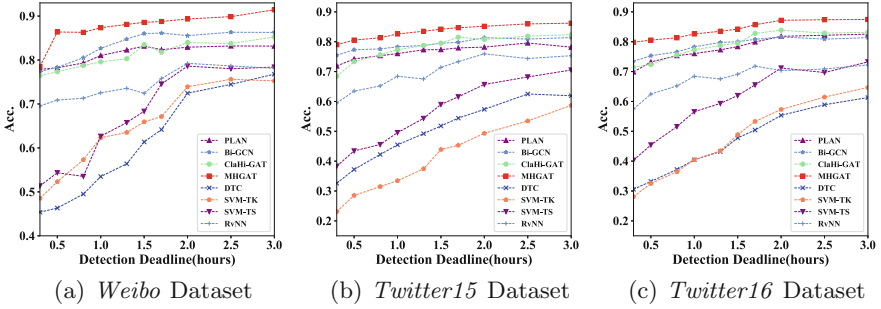 Acc.
0.9
0.8
0.7
0.6
0.5
0.4
0.5 1.0 1.5 2.0 3.0
Detection Deadline(hours)
PLAN
Bi-GCN
ClaHi-GAT
MHGAT
DTC
SVM-TK
SVM-TS
RvNN
(a) Weibo Dataset
Acc.
0.9
0.8
0.7
0.6
0.5
0.4
0.3
0.2
0.5 1.0 1.5 2.0 3.0
Detection Deadline(hours)
PLAN
Bi-GCN
ClaHi-GAT
MHGAT
DTC
SVM-TK
SVM-TS
RvNN
(b) Twitter15 Dataset
Acc.
0.9
0.8
0.7
0.6
0.5
0.4
0.3
0.2
0.5 1.0 1.5 2.0 3.0
Detection Deadline(hours)
PLAN
Bi-GCN
ClaHi-GAT
MHGAT
DTC
SVM-TK
SVM-TS
RvNN
(c) Twitter16 Dataset